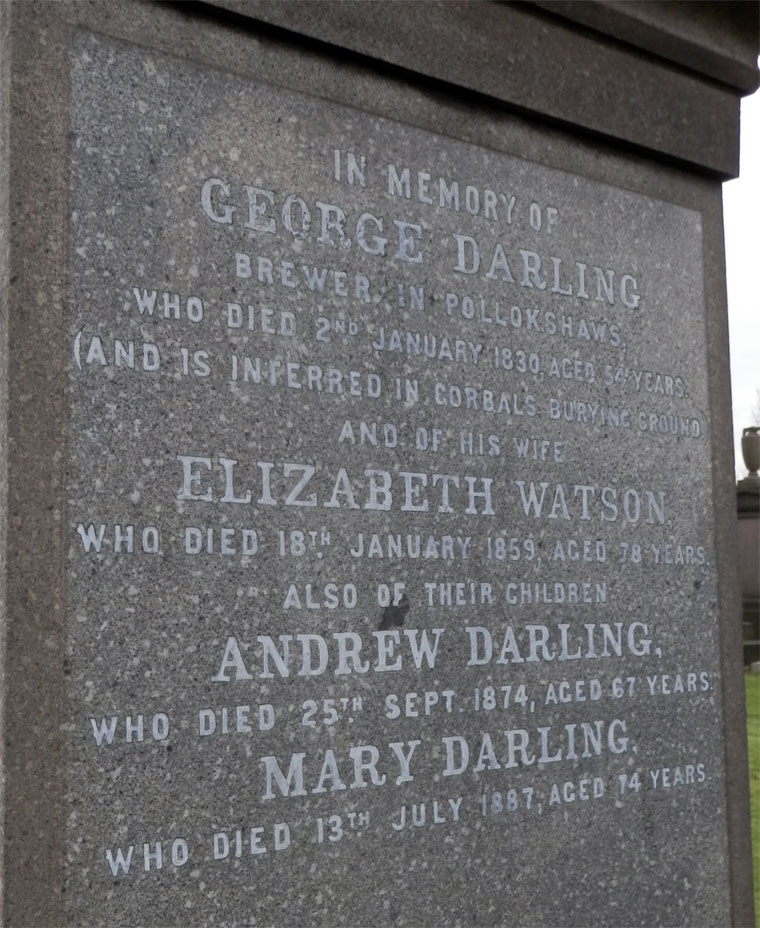 IN MEMORY OF
GEORGE DARLING
BREWER IN POLLOKSHAWS,
WHO DIED 2ND JANUARY 1830, AGED 54 YEARS.
(AND IS INTERRED IN GORBALS BURYING GROUND)
AND OF HIS WIFE
ELIZABETH WATSON,
WHO DIED 18TH JANUARY 1859, AGED 78 YEARS.
ALSO OF THEIR CHILDREN
ANDREW DARLING,
WHO DIED 25TH SEPT. 1874, AGED 67 YEARS.
MARY DARLING,
WHO DIED 13TH JULY 1887, AGED 74 YEARS.